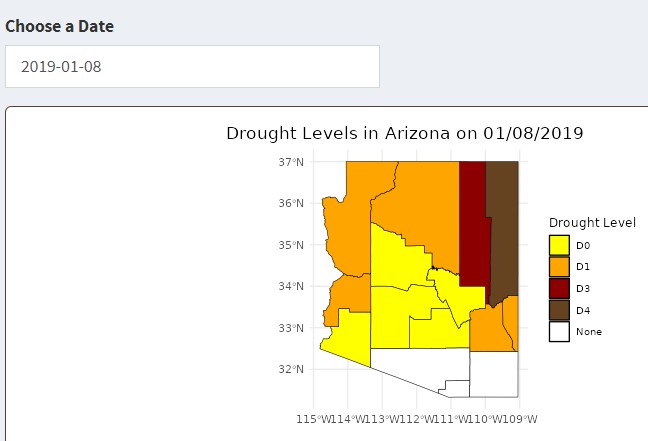 Choose a Date
2019-01-08
Drought Levels in Arizona on 01/08/2019
37°N
36°N
35°N
34°N
33°N
32°N
115°W114°W113°W112°W111°W110°W109°W
Drought Level
D0
D1
D3
D4
None